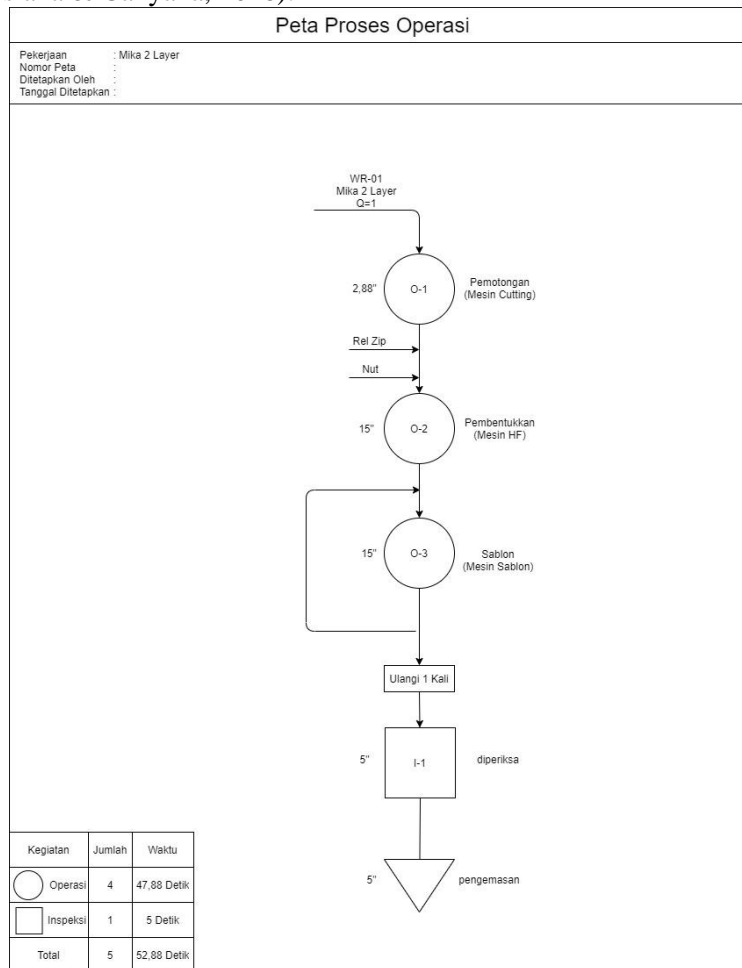 Peta Proses Operasi
Pekerjaan : Mika 2 Layer
Nomor Peta :
Ditetapkan Oleh :
Tanggal Ditetapkan :
WR-01
Mika 2 Layer
Q=1
2,88"
O-1
Pemotongan
(Mesin Cutting)
Rel Zip
Nut
15"
O-2
Pembentukkan
(Mesin HF)
15"
O-3
Sablon
(Mesin Sablon)
Ulangi 1 Kali
5"
I-1
diperiksa
5"
pengemasan
Kegiatan Jumlah Waktu
Operasi 4 47,88 Detik
Inspeksi 1 5 Detik
Total 5 52,88 Detik